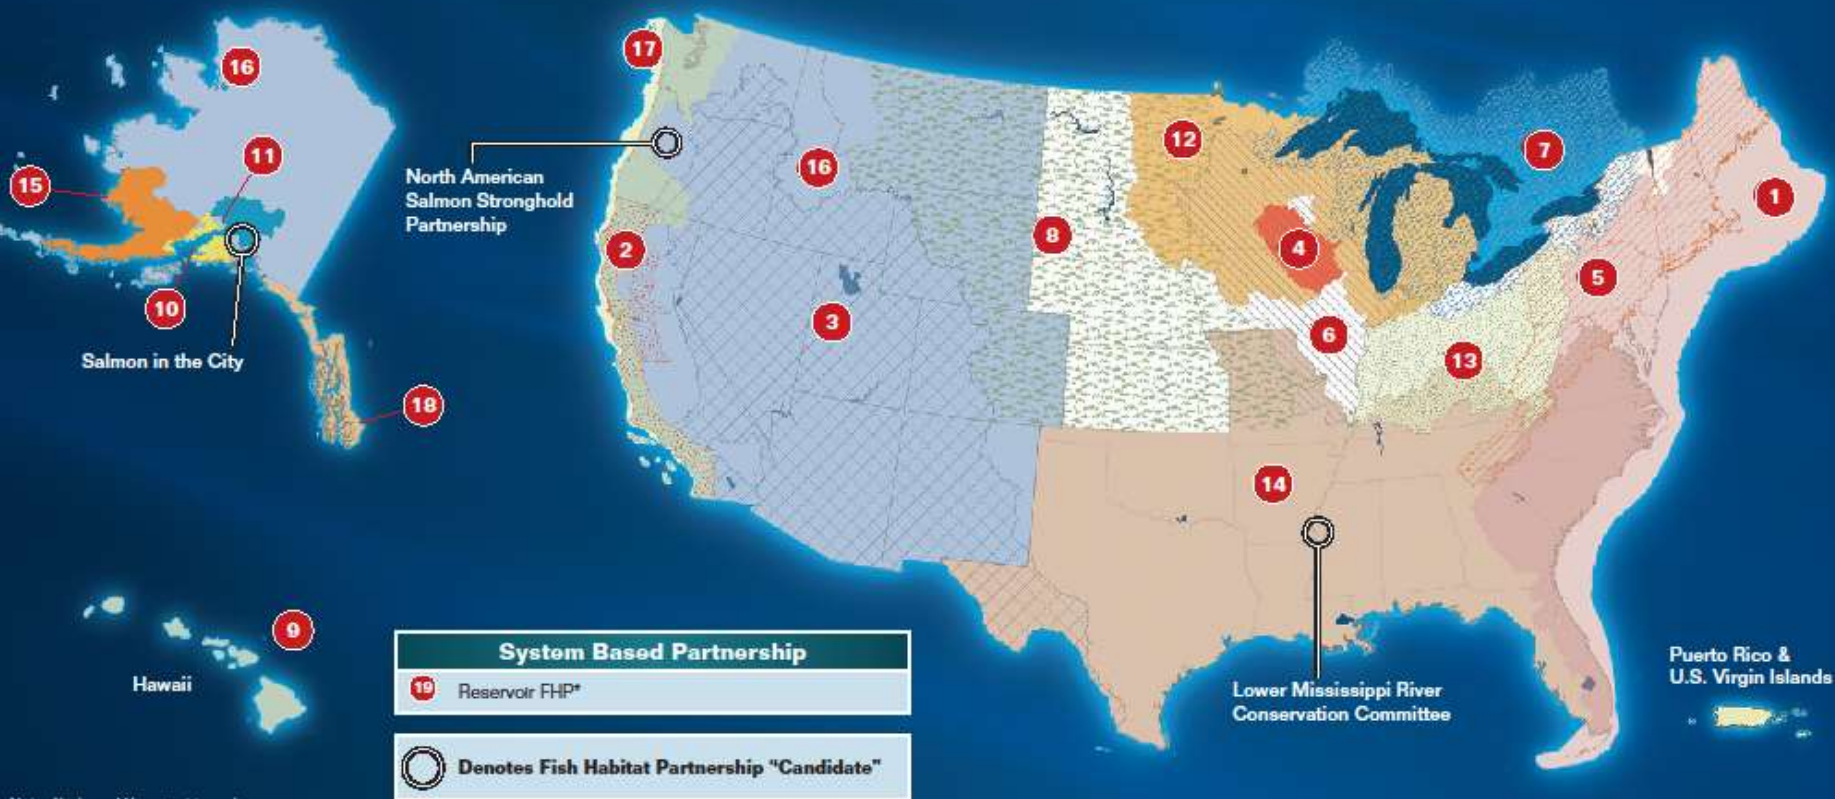 16
17
11
15
North American
Salmon Stronghold
Partnership
16
12
7
1
2
8
4
5
10
3
6
13
Salmon in the City
18
14
9
Hawaii
System Based Partnership
19 Reservoir FHP*
Denotes Fish Habitat Partnership "Candidate"
Lower Mississippi River
Conservation Committee
Puerto Rico &
U.S. Virgin Islands